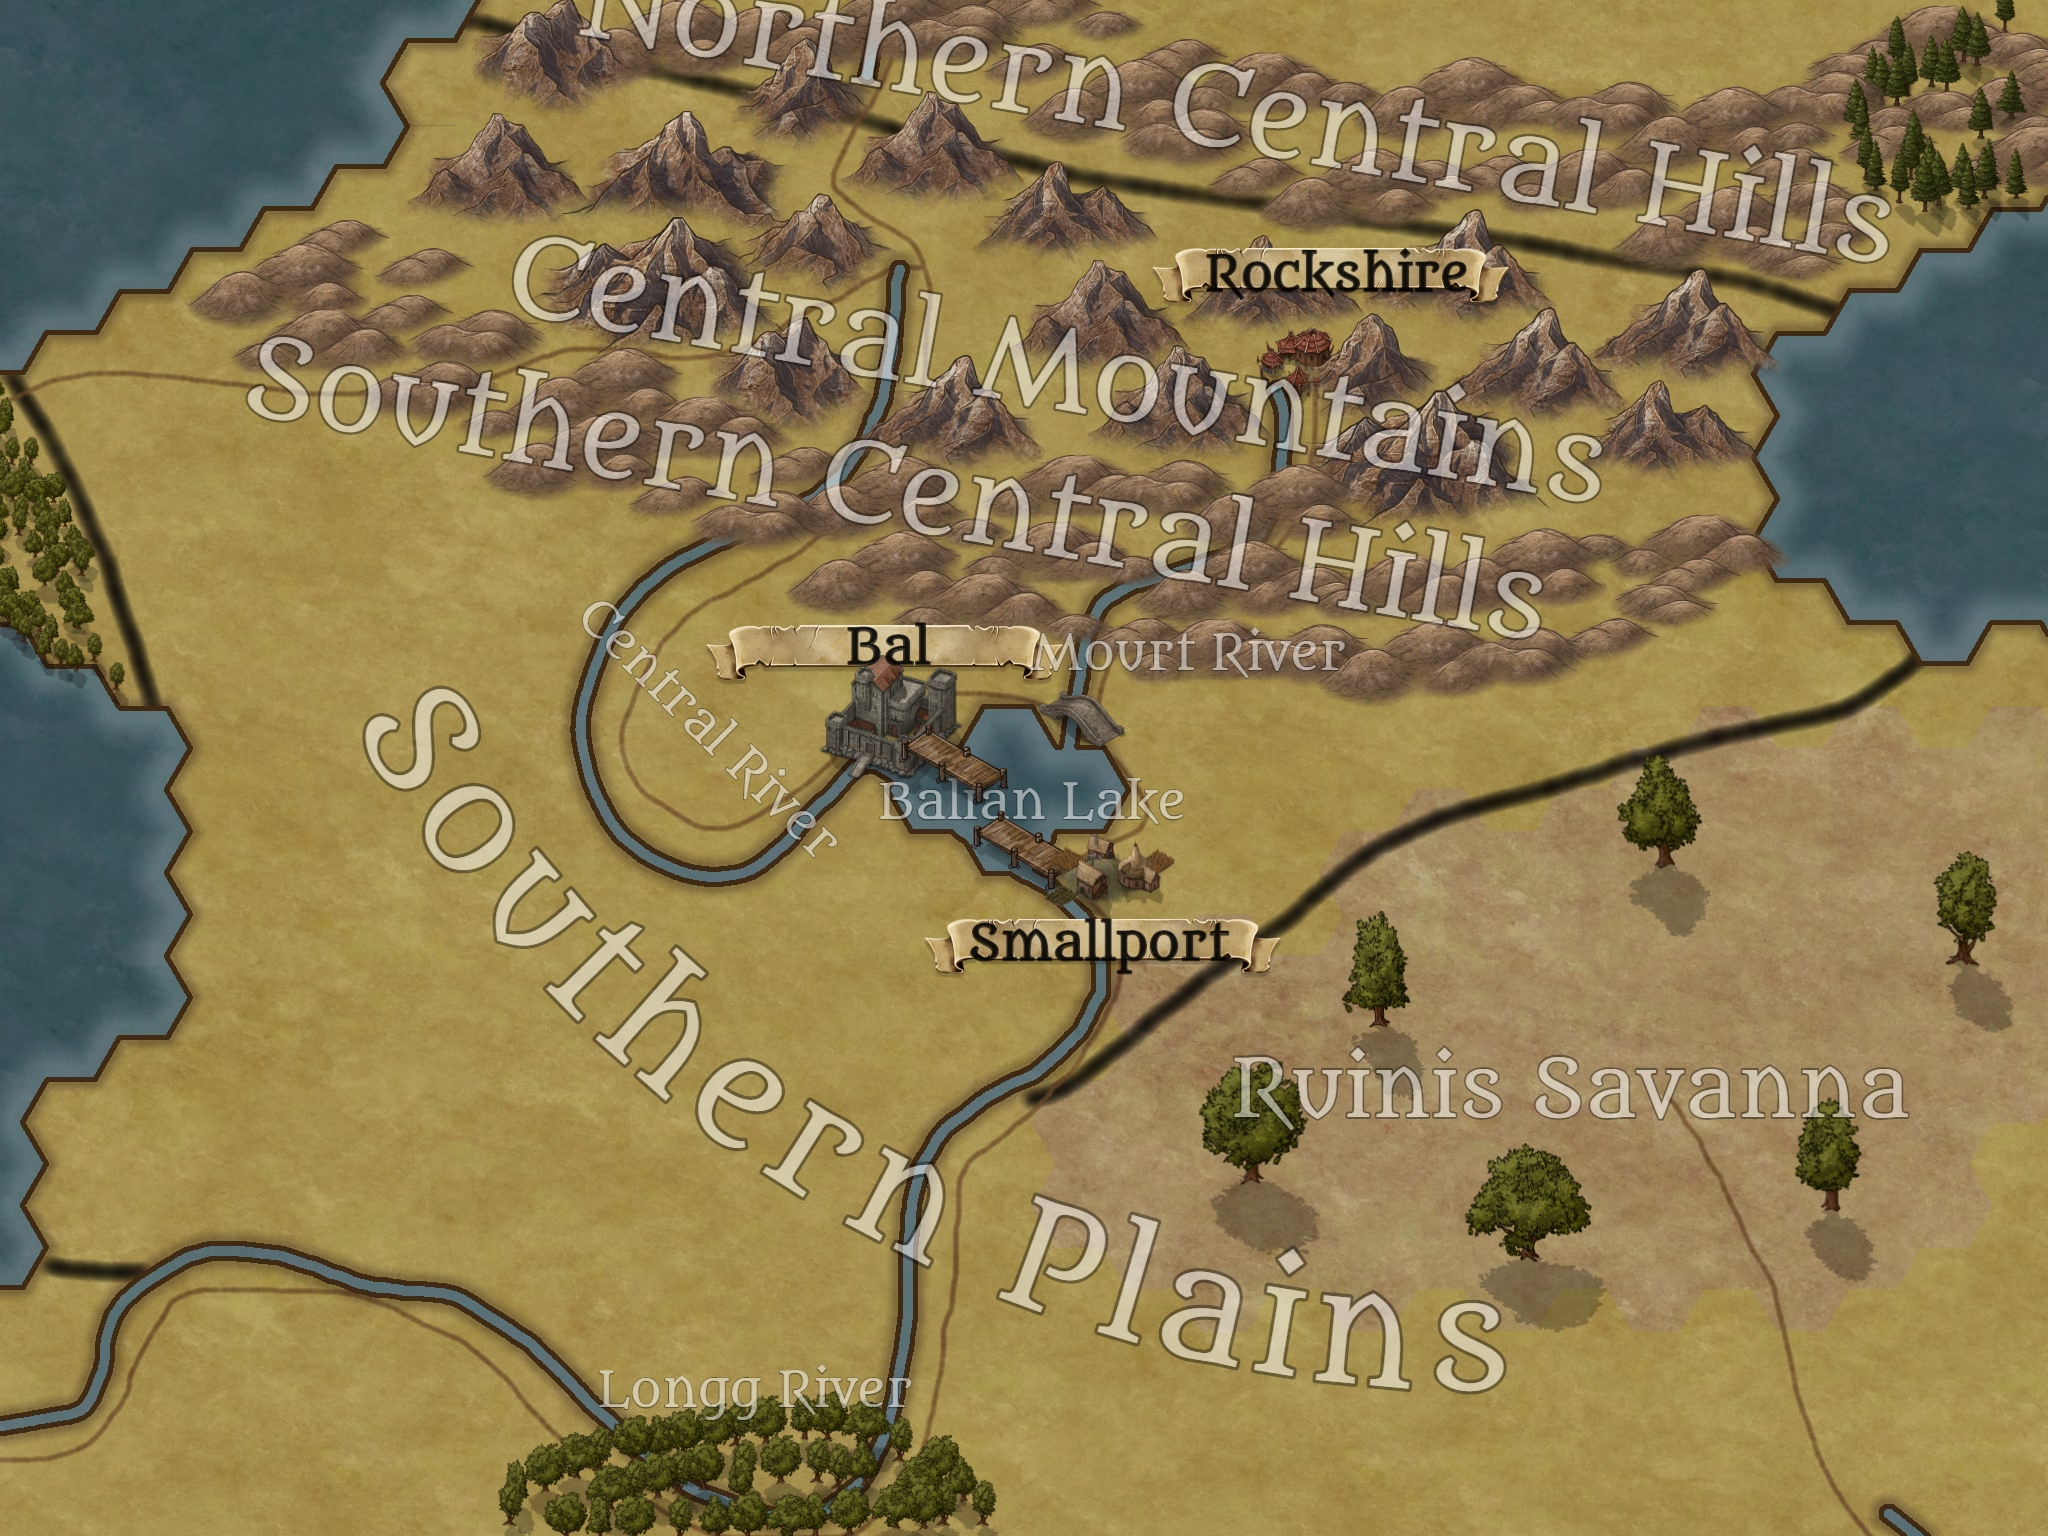 Northern Central Hills
Rockshire
Central Mountains
Southern Central Hills
Bal
Mourt River
Central River
Balian Lake
Smallport
Southern Plains
Ruinis Savanna
Longg River